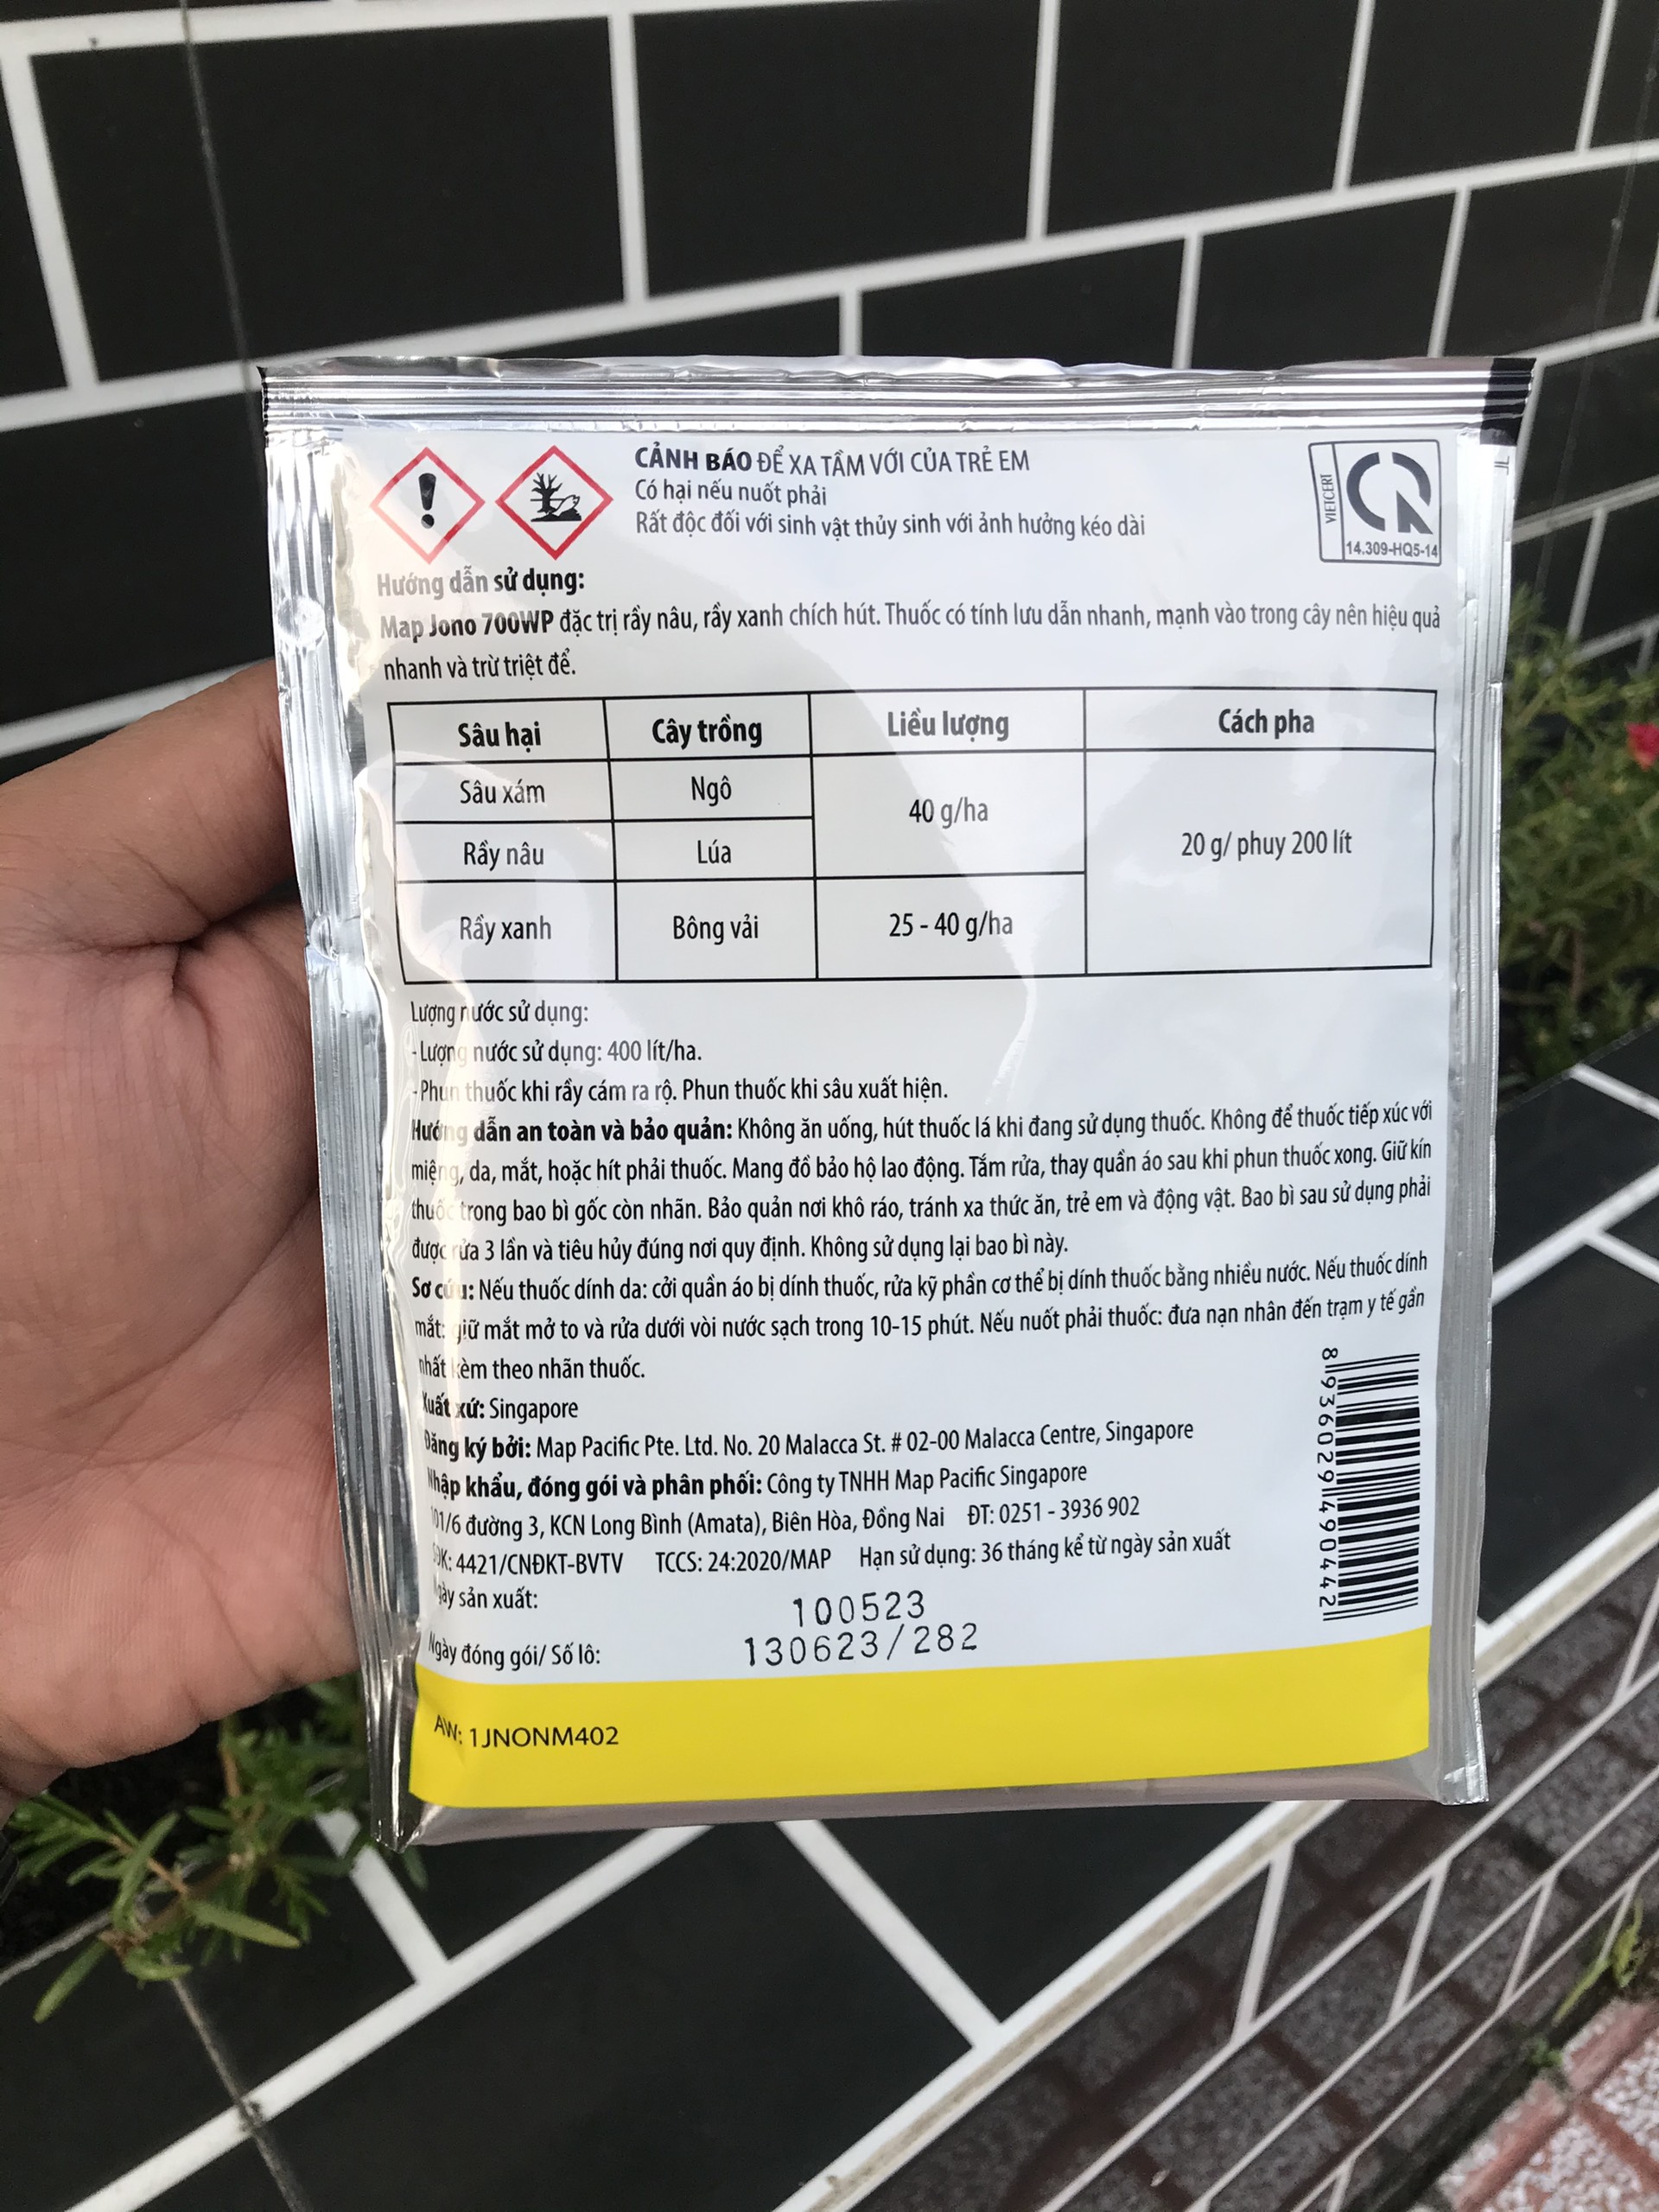 CẢNH BÁO ĐỂ XA TẦM VỚI CỦA TRẺ EM
Có hại nếu nuốt phải
Rất độc đối với sinh vật thủy sinh với ảnh hưởng kéo dài
VIETCERT
14.309-HQ5-14
Hướng dẫn sử dụng:
Map Jono 700WP đặc trị rầy nâu, rầy xanh chích hút. Thuốc có tính lưu dẫn nhanh, mạnh vào trong cây nên hiệu quả
nhanh và trừ triệt để.
Sâu hại Cây trồng Liều lượng Cách pha
Sâu xám Ngô 40 g/ha 20 g/ phuy 200 lít
Rầy nâu Lúa
Rầy xanh Bông vải 25 - 40 g/ha
Lượng nước sử dụng:
- Lượng nước sử dụng: 400 lít/ha.
- Phun thuốc khi rầy cám ra rộ. Phun thuốc khi sâu xuất hiện.
Hướng dẫn an toàn và bảo quản: Không ăn uống, hút thuốc lá khi đang sử dụng thuốc. Không để thuốc tiếp xúc với
miệng, da, mắt, hoặc hít phải thuốc. Mang đồ bảo hộ lao động. Tắm rửa, thay quần áo sau khi phun thuốc xong. Giữ kín
thuốc trong bao bì gốc còn nhãn. Bảo quản nơi khô ráo, tránh xa thức ăn, trẻ em và động vật. Bao bì sau sử dụng phải
được rửa 3 lần và tiêu hủy đúng nơi quy định. Không sử dụng lại bao bì này.
Sơ cứu: Nếu thuốc dính da: cởi quần áo bị dính thuốc, rửa kỹ phần cơ thể bị dính thuốc bằng nhiều nước. Nếu thuốc dính
mắt: giữ mắt mở to và rửa dưới vòi nước sạch trong 10-15 phút. Nếu nuốt phải thuốc: đưa nạn nhân đến trạm y tế gần
nhất kèm theo nhãn thuốc.
Xuất xứ: Singapore
Đăng ký bởi: Map Pacific Pte. Ltd. No. 20 Malacca St. # 02-00 Malacca Centre, Singapore
Nhập khẩu, đóng gói và phân phối: Công ty TNHH Map Pacific Singapore
101/6 đường 3, KCN Long Bình (Amata), Biên Hòa, Đồng Nai ĐT: 0251 - 3936 902
SĐK: 4421/CNĐKT-BVTV TCCS: 24:2020/MAP Hạn sử dụng: 36 tháng kể từ ngày sản xuất
Ngày sản xuất: 100523
Ngày đóng gói/ Số lô: 130623/282
8 936029 490442
AW: 1JNONM402